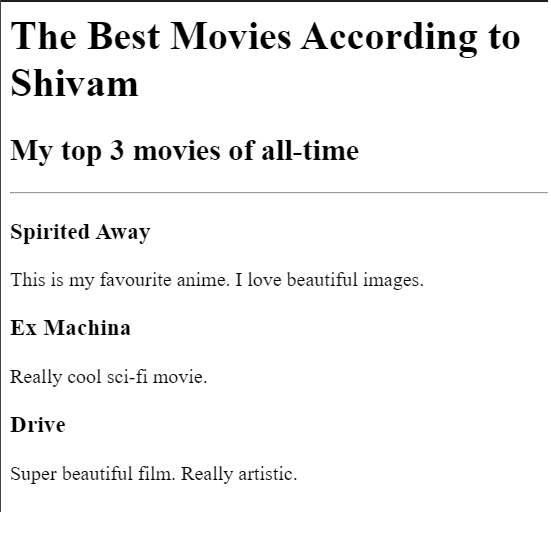 The Best Movies According to
Shivam
My top 3 movies of all-time
Spirited Away
This is my favourite anime. I love beautiful images.
Ex Machina
Really cool sci-fi movie.
Drive
Super beautiful film. Really artistic.